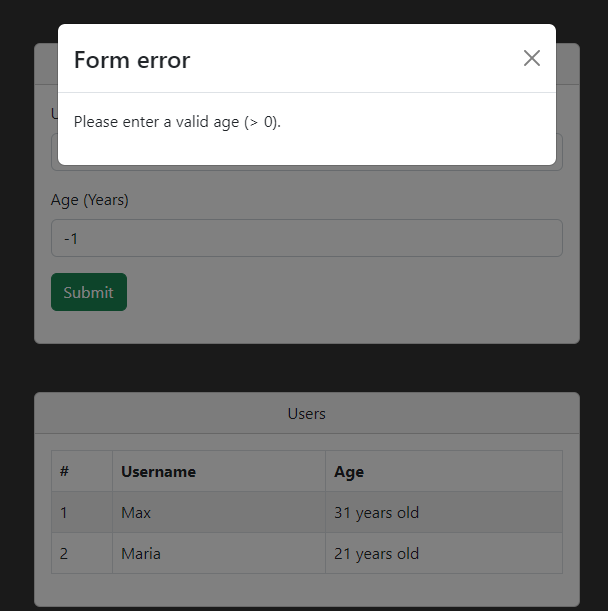 Form error
Please enter a valid age (> 0).
Age (Years)
-1
Submit
Users
# Username Age
1 Max 31 years old
2 Maria 21 years old